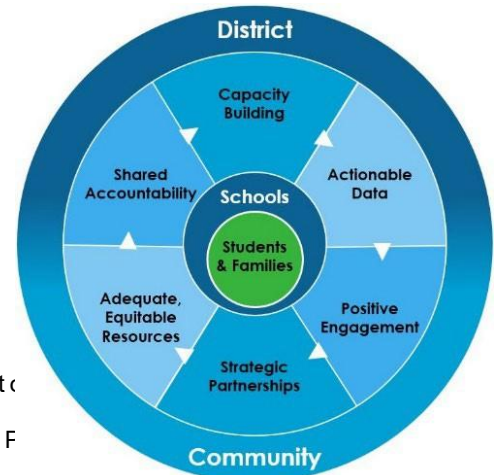 District
Capacity
Building
Actionable
Data
Positive
Engagement
Strategic
Partnerships
Adequate,
Equitable
Resources
Shared
Accountability
Schools
Students
& Families
Community